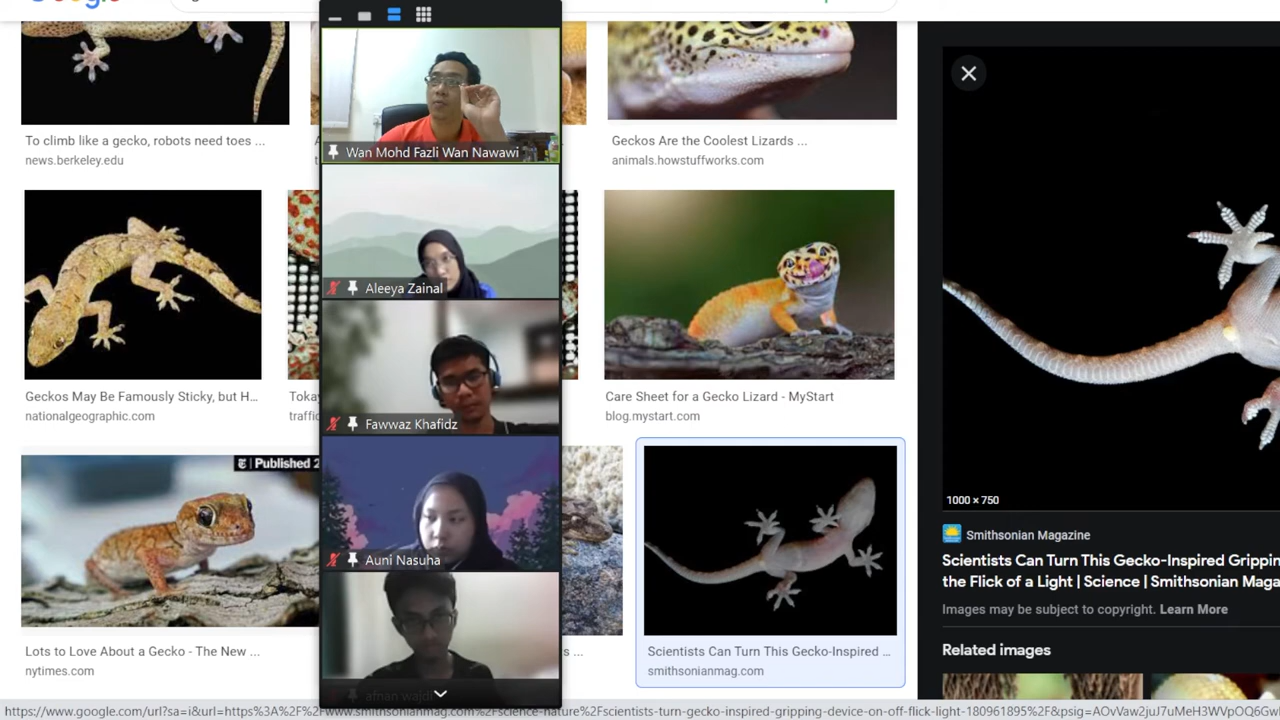 To climb like a gecko, robots need toes ...
news.berkeley.edu
Geckos Are the Coolest Lizards ...
animals.howstuffworks.com
Wan Mohd Fazli Wan Nawawi
Aleeya Zainal
Fawwaz Khafidz
Auni Nasuha
afnan wajdi
Geckos May Be Famously Sticky, but H...
nationalgeographic.com
Toka
traffi
Care Sheet for a Gecko Lizard - MyStart
blog.mystart.com
Published 2
Lots to Love About a Gecko - The New ...
nytimes.com
s ...
Scientists Can Turn This Gecko-Inspired ...
smithsonianmag.com
1000 × 750
Smithsonian Magazine
Scientists Can Turn This Gecko-Inspired Grippin
the Flick of a Light | Science | Smithsonian Maga
Images may be subject to copyright. Learn More
Related images